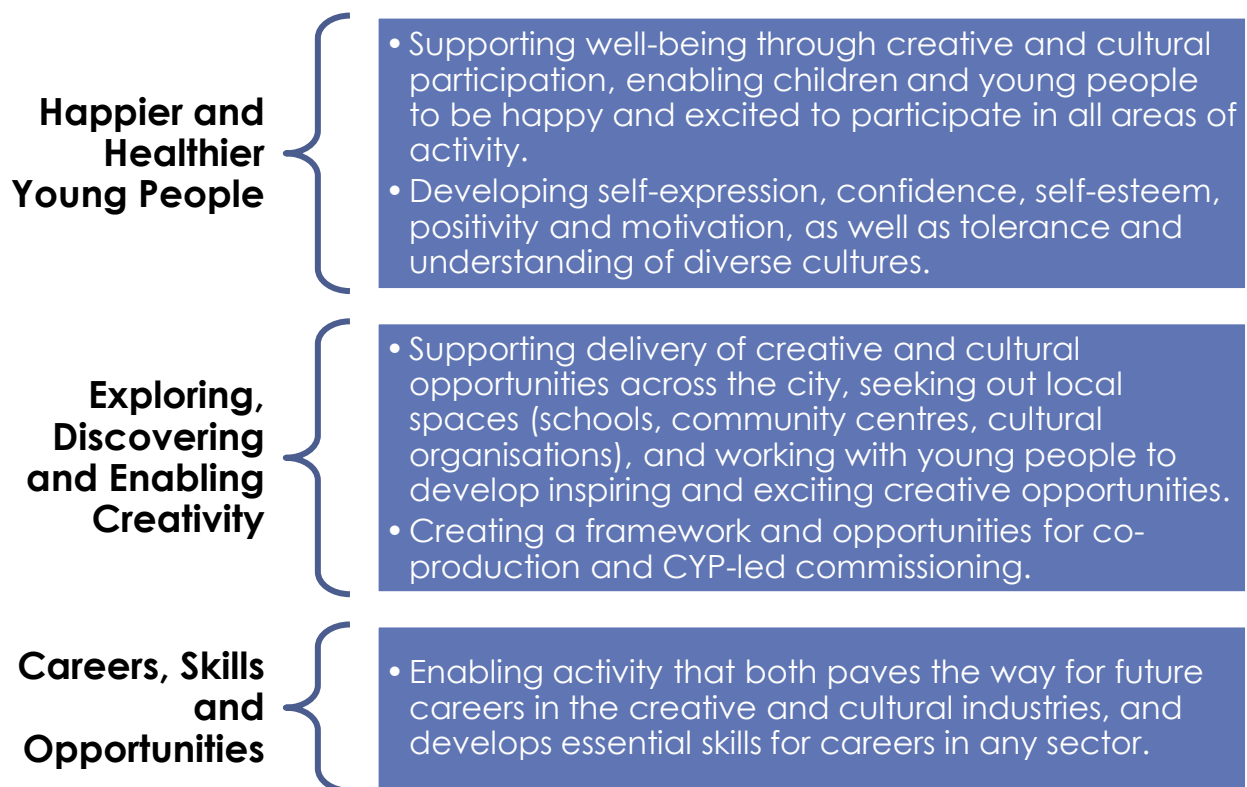 Happier and
Healthier
Young People
• Supporting well-being through creative and cultural
participation, enabling children and young people
to be happy and excited to participate in all areas of
activity.
• Developing self-expression, confidence, self-esteem,
positivity and motivation, as well as tolerance and
understanding of diverse cultures.
Exploring,
Discovering
and Enabling
Creativity
• Supporting delivery of creative and cultural
opportunities across the city, seeking out local
spaces (schools, community centres, cultural
organisations), and working with young people to
develop inspiring and exciting creative opportunities.
• Creating a framework and opportunities for co-
production and CYP-led commissioning.
Careers, Skills
and
Opportunities
• Enabling activity that both paves the way for future
careers in the creative and cultural industries, and
develops essential skills for careers in any sector.